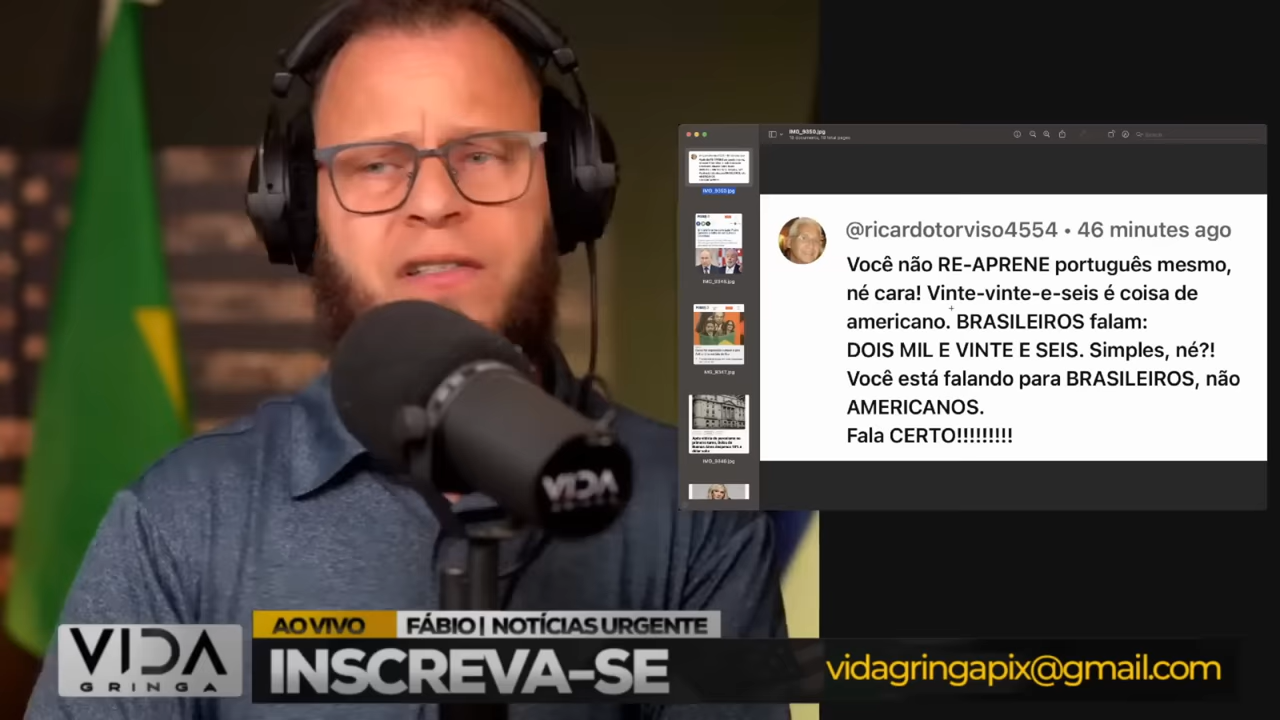 IMG_9359.jpg
@ricardotorviso4554 • 46 minutes ago
Você não RE-APRENE português mesmo,
né cara! Vinte-vinte-e-seis é coisa de
americano. BRASILEIROS falam:
DOIS MIL E VINTE E SEIS. Simples, né?!
Você está falando para BRASILEIROS, não
AMERICANOS.
Fala CERTO!!!!!!!!!
VIDA
AO VIVO
FÁBIO | NOTÍCIAS URGENTE
VIDA
GRINGA
INSCREVA-SE
vidagringapix@gmail.com